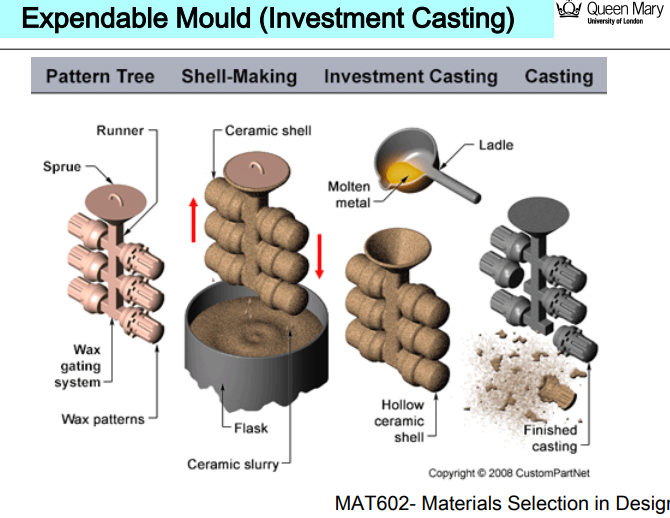 Expendable Mould (Investment Casting)
Queen Mary
University of London
Pattern Tree
Shell-Making
Investment Casting
Casting
Runner
Sprue
Wax
gating
system
Wax patterns
Ceramic shell
Flask
Ceramic slurry
Ladle
Molten
metal
Hollow
ceramic
shell
Finished
casting
Copyright © 2008 CustomPartNet
MAT602- Materials Selection in Desig